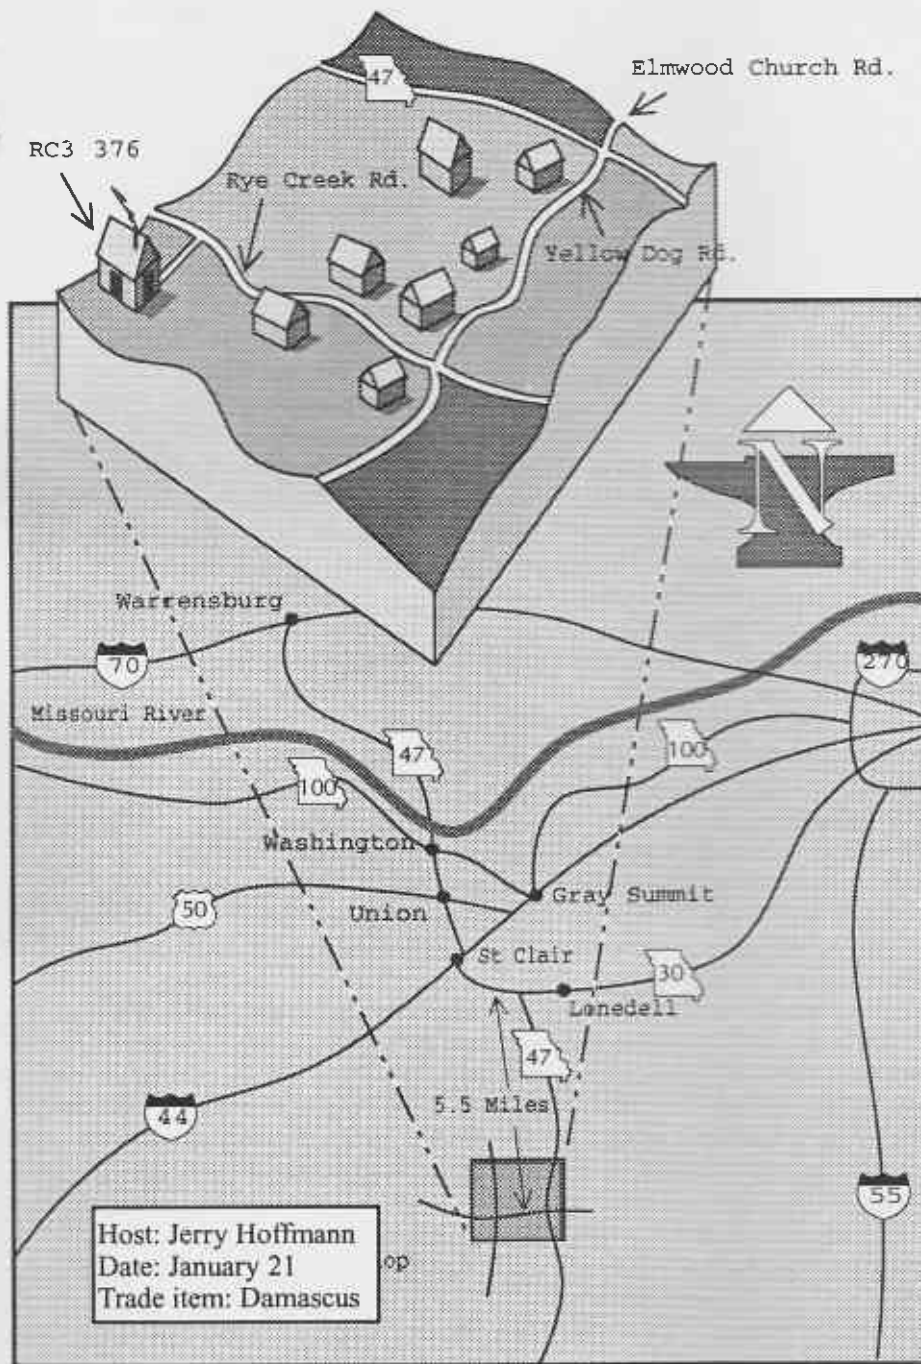 47
Elmwood Church Rd.
RC3 376
Rye Creek Rd.
Yellow Dog Rd.
N
Warrensburg
70
270
Missouri River
47
100
100
Washington
50
Union
Gray Summit
St Clair
30
Lonedell
47
5.5 Miles
44
55
Host: Jerry Hoffmann
Date: January 21
op
Trade item: Damascus